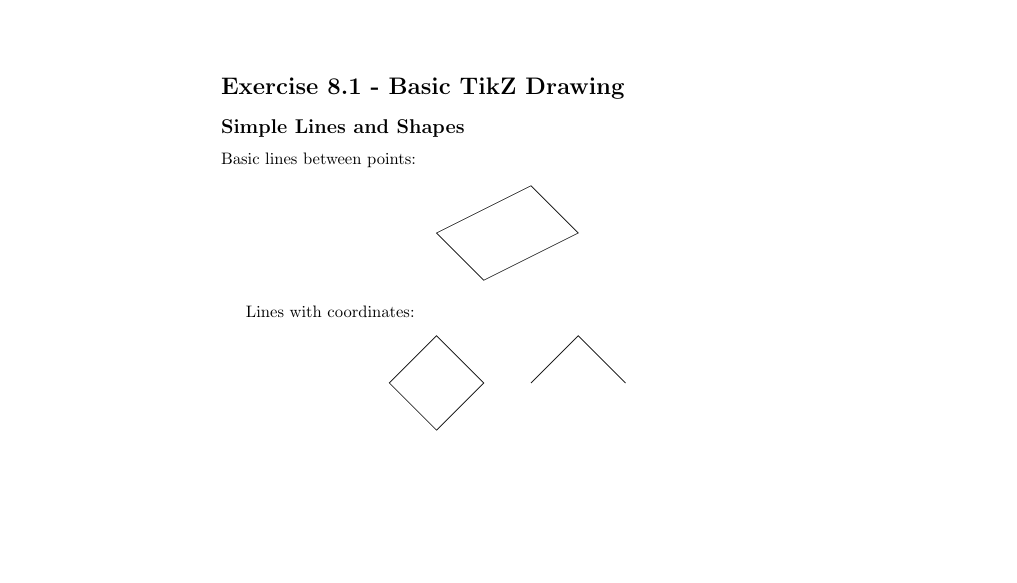 Exercise 8.1 - Basic TikZ Drawing
Simple Lines and Shapes
Basic lines between points:
Lines with coordinates: